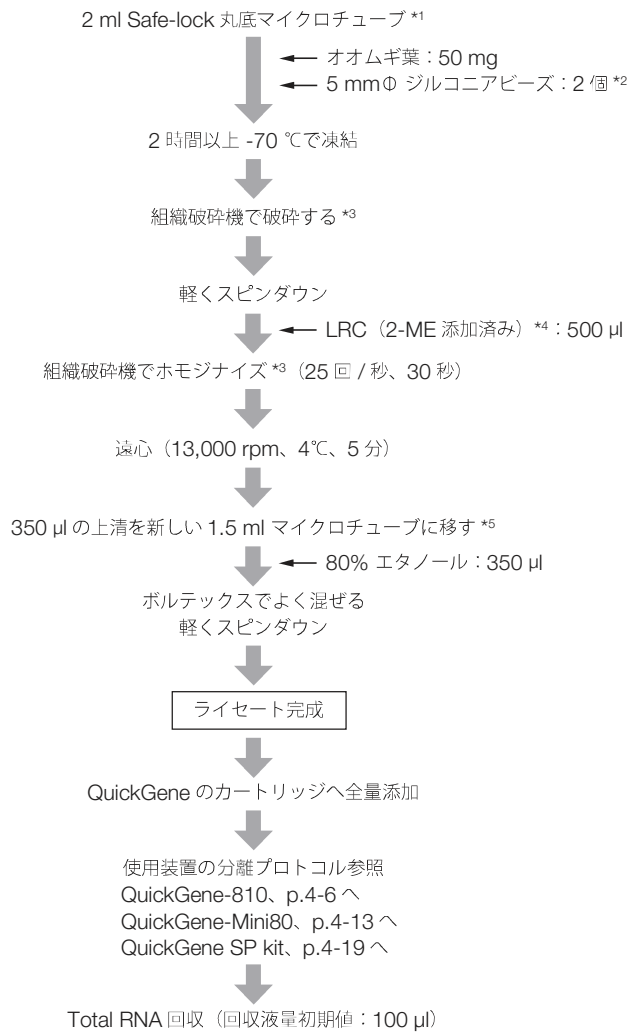 2 ml Safe-lock 丸底マイクロチューブ *1
オオムギ葉：50 mg
5 mmΦ ジルコニアビーズ：2 個 *2
2 時間以上 -70 ℃で凍結
組織破砕機で破砕する *3
軽くスピンダウン
LRC（2-ME 添加済み）*4：500 µl
組織破砕機でホモジナイズ *3（25 回 / 秒、30 秒）
遠心（13,000 rpm、4℃、5 分）
350 µl の上清を新しい 1.5 ml マイクロチューブに移す *5
80% エタノール：350 µl
ボルテックスでよく混ぜる
軽くスピンダウン
ライセート完成
QuickGene のカートリッジへ全量添加
使用装置の分離プロトコル参照
QuickGene-810、p.4-6 へ
QuickGene-Mini80、p.4-13 へ
QuickGene SP kit、p.4-19 へ
Total RNA 回収（回収液量初期値：100 µl）